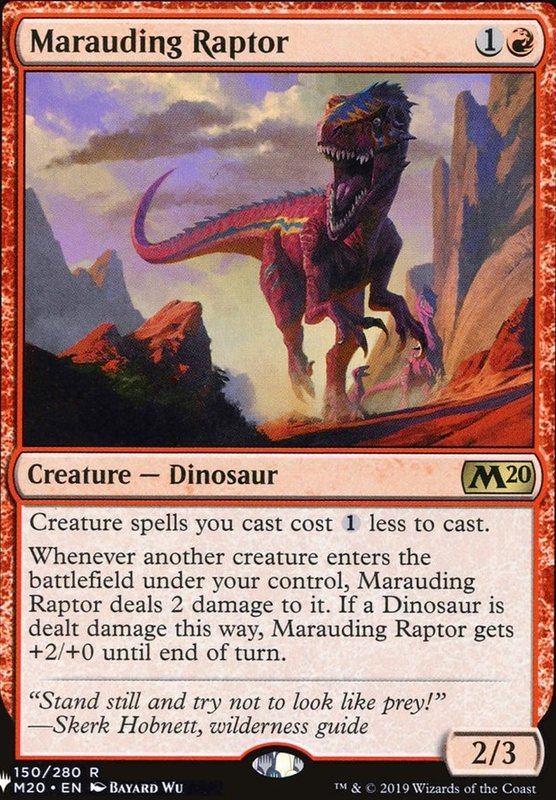 Marauding Raptor 1
Creature — Dinosaur M20
Creature spells you cast cost 1 less to cast.
Whenever another creature enters the
battlefield under your control, Marauding
Raptor deals 2 damage to it. If a Dinosaur is
dealt damage this way, Marauding Raptor gets
+2/+0 until end of turn.
“Stand still and try not to look like prey!”
—Skerk Hobnett, wilderness guide
2/3
150/280 R
M20 • EN Bayard Wu
™ & © 2019 Wizards of the Coast